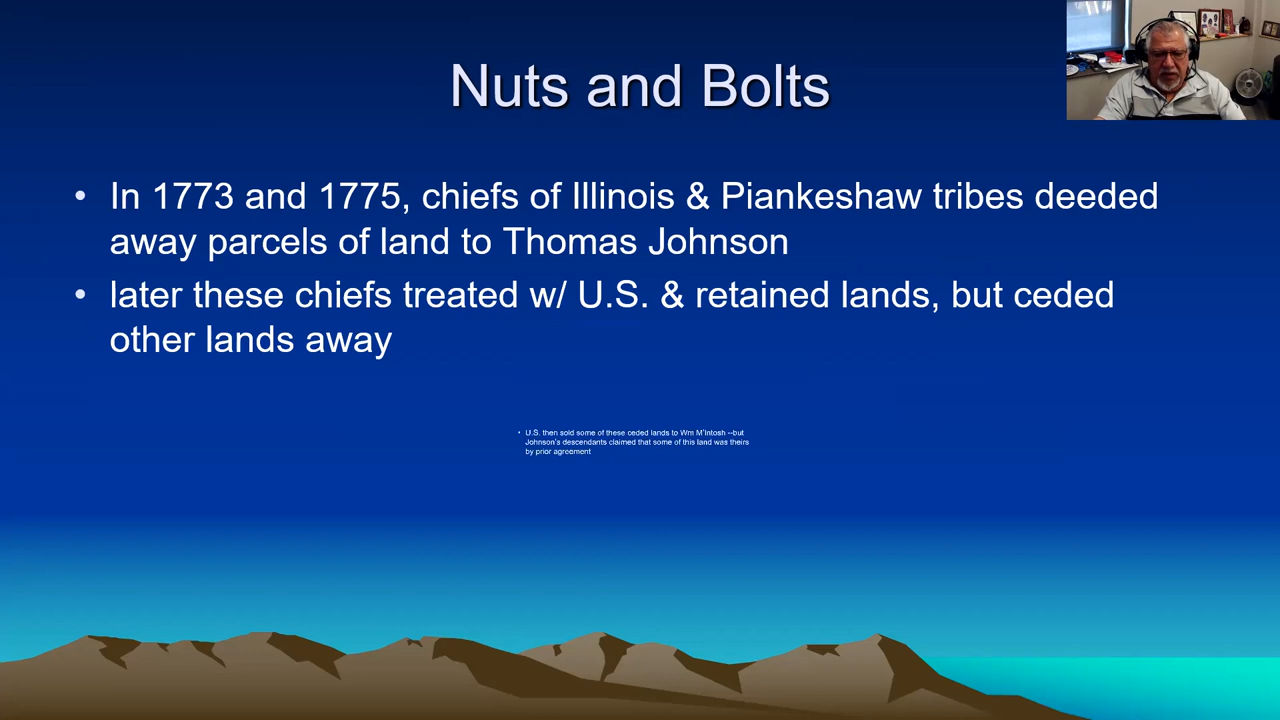 Nuts and Bolts
• In 1773 and 1775, chiefs of Illinois & Piankeshaw tribes deeded
away parcels of land to Thomas Johnson
• later these chiefs treated w/ U.S. & retained lands, but ceded
other lands away
• U.S. then sold some of these ceded lands to Wm M'Intosh --but
Johnson's descendants claimed that some of this land was theirs
by prior agreement